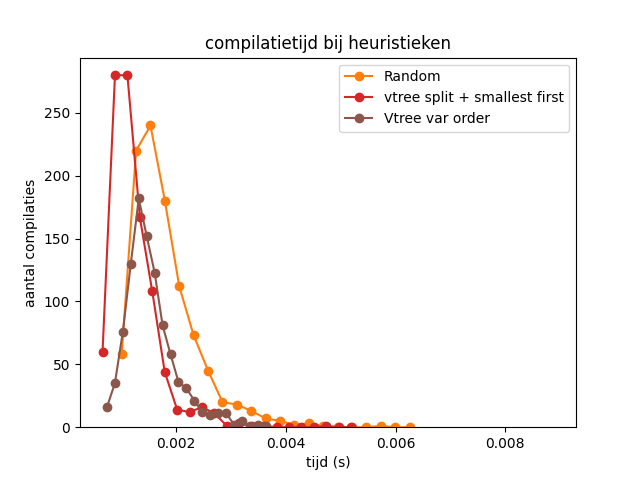 compilatietijd bij heuristieken
Random
vtree split + smallest first
Vtree var order
aantal compilaties
250
200
150
100
50
0
0.002 0.004 0.006 0.008
tijd (s)